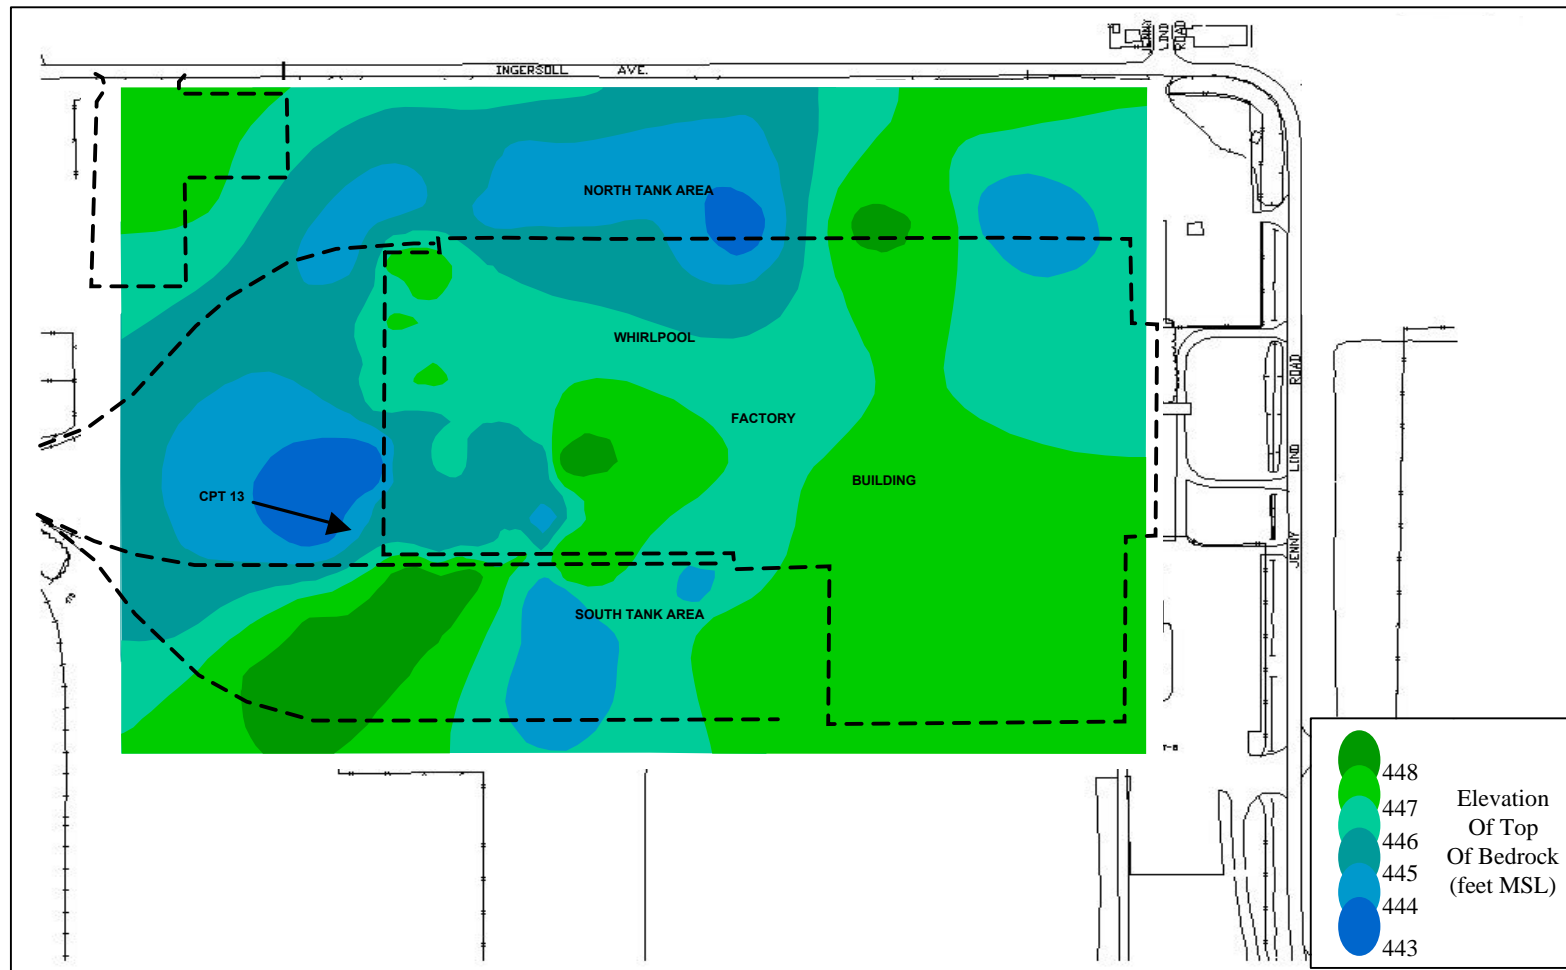 JENNY
LIND
ROAD
INGERSOLL AVE.
NORTH TANK AREA
WHIRLPOOL
FACTORY
BUILDING
CPT 13
SOUTH TANK AREA
JENNY LIND ROAD
448
447
446
445
444
443
Elevation
Of Top
Of Bedrock
(feet MSL)